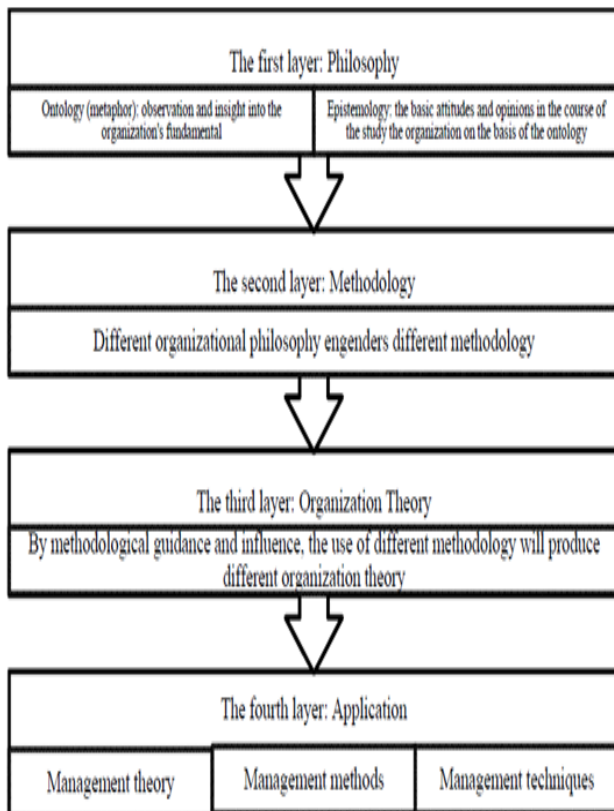 The first layer: Philosophy
Ontology (metaphor): observation and insight into the
organization's fundamental
Epistemology: the basic attitudes and opinions in the course of
the study the organization on the basis of the ontology
The second layer: Methodology
Different organizational philosophy engenders different methodology
The third layer: Organization Theory
By methodological guidance and influence, the use of different methodology will produce
different organization theory
The fourth layer: Application
Management theory
Management methods
Management techniques